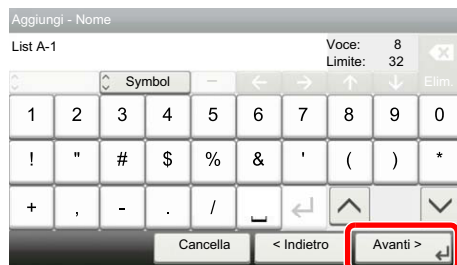 Aggiungi - Nome
List A-1 Voce: 8
Limite: 32
Symbol Elim.
1 2 3 4 5 6 7 8 9 0
! " # $ % & ' ( ) *
+ , - . /
Cancella < Indietro Avanti >